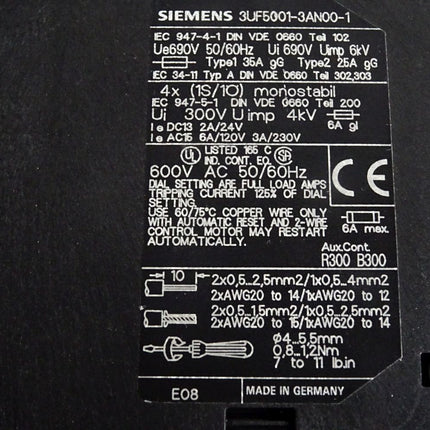 SIEMENS 3UF5001-3AN00-1
IEC 947-4-1 DIN VDE 0660 Teil 102
Ue690V 50/60Hz Ui 690V Uimp 6kV
Type1 35A gG Type2 2.5A gG
IEC 34-11 Typ A DIN VDE 0660 Teil 302,303
4x (1S/1Ö) monostabil
IEC 947-5-1 DIN VDE 0660 Teil 200
Ui 300V Uimp 4kV
6A gl
Ie DC13 2A/24V
Ie AC15 6A/120V 3A/230V
UL LISTED 165 C SA
IND. CONT. EQ.
600V AC 50/60Hz
DIAL SETTING ARE FULL LOAD AMPS
TRIPPING CURRENT 125% OF DIAL
SETTING.
USE 60/75°C COPPER WIRE ONLY
WITH AUTOMATIC RESET AND 2-WIRE
CONTROL MOTOR MAY RESTART
AUTOMATICALLY.
CE
6A max.
Aux.Cont.
R300 B300
10
2x0,5...2,5mm2/1x0,5...4mm2
2xAWG20 to 14/1xAWG20 to 12
2x0,5...1,5mm2/1x0,5...2,5mm2
2xAWG20 to 15/1xAWG20 to 14
Ø4...5,5mm
0,8...1,2Nm
7 to 11 lb.in
E08
MADE IN GERMANY